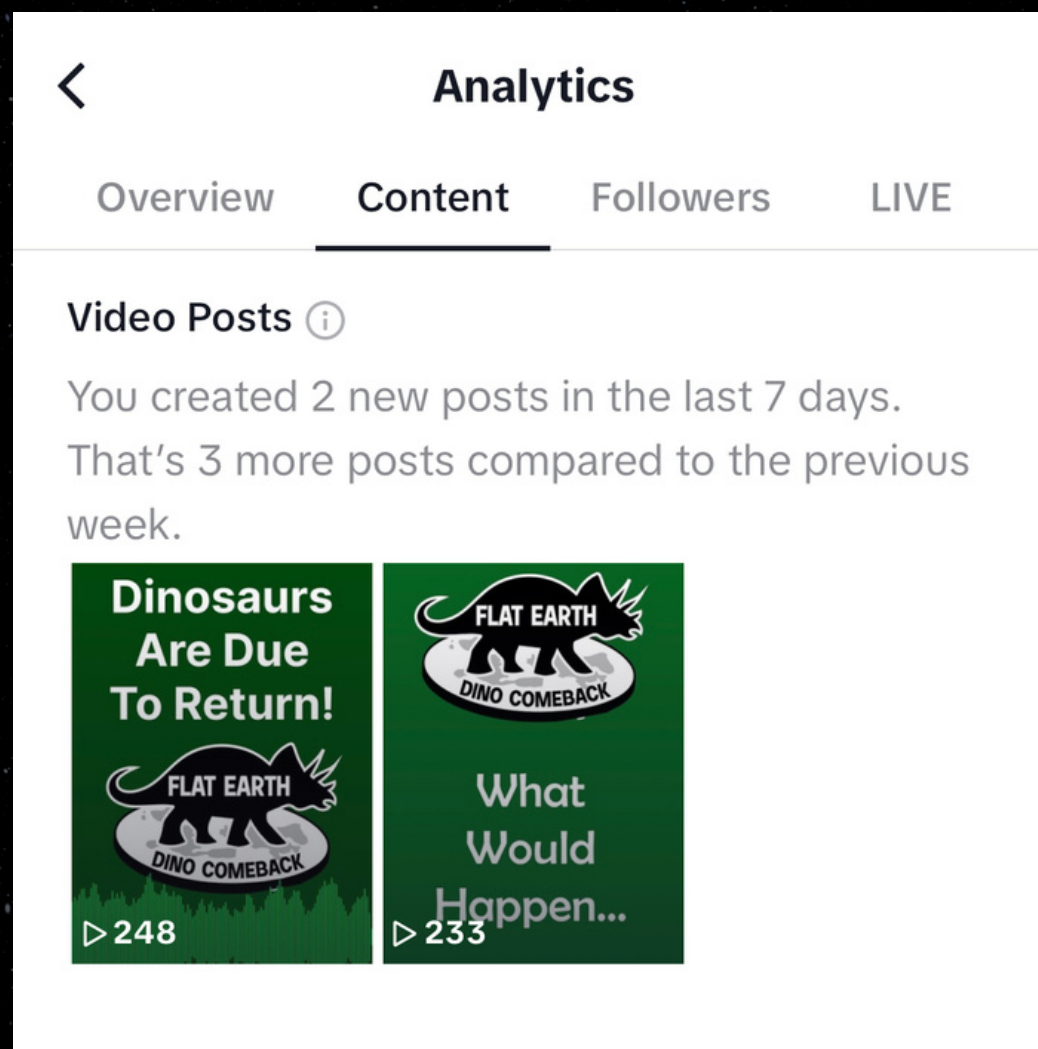 Analytics
Overview Content Followers LIVE
Video Posts
You created 2 new posts in the last 7 days.
That's 3 more posts compared to the previous
week.
Dinosaurs
Are Due
To Return!
FLAT EARTH
DINO COMEBACK
248
FLAT EARTH
DINO COMEBACK
What
Would
Happen...
233